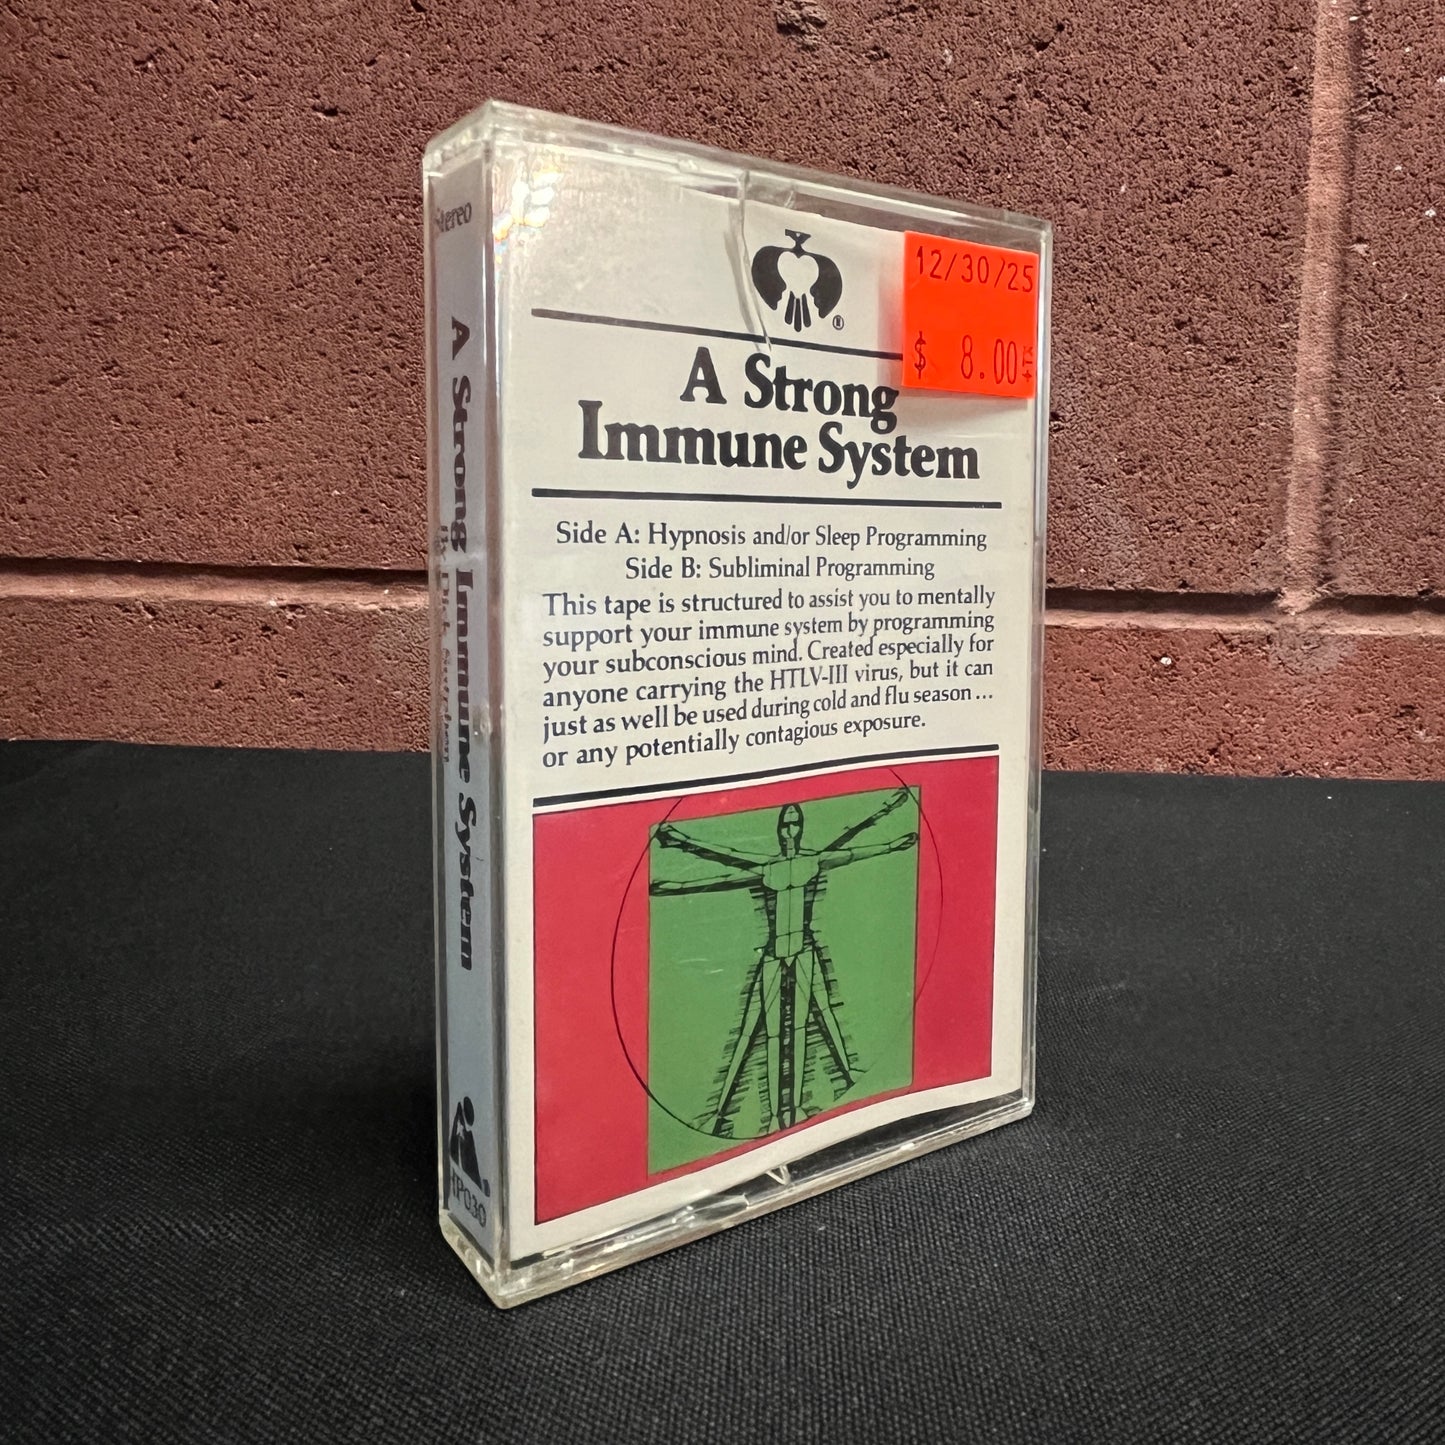 Stereo
A Strong Immune System
By Dick Sutphen
HP030
®
12/30/25
$ 8.00
A Strong
Immune System
Side A: Hypnosis and/or Sleep Programming
Side B: Subliminal Programming
This tape is structured to assist you to mentally
support your immune system by programming
your subconscious mind. Created especially for
anyone carrying the HTLV-III virus, but it can
just as well be used during cold and flu season ...
or any potentially contagious exposure.